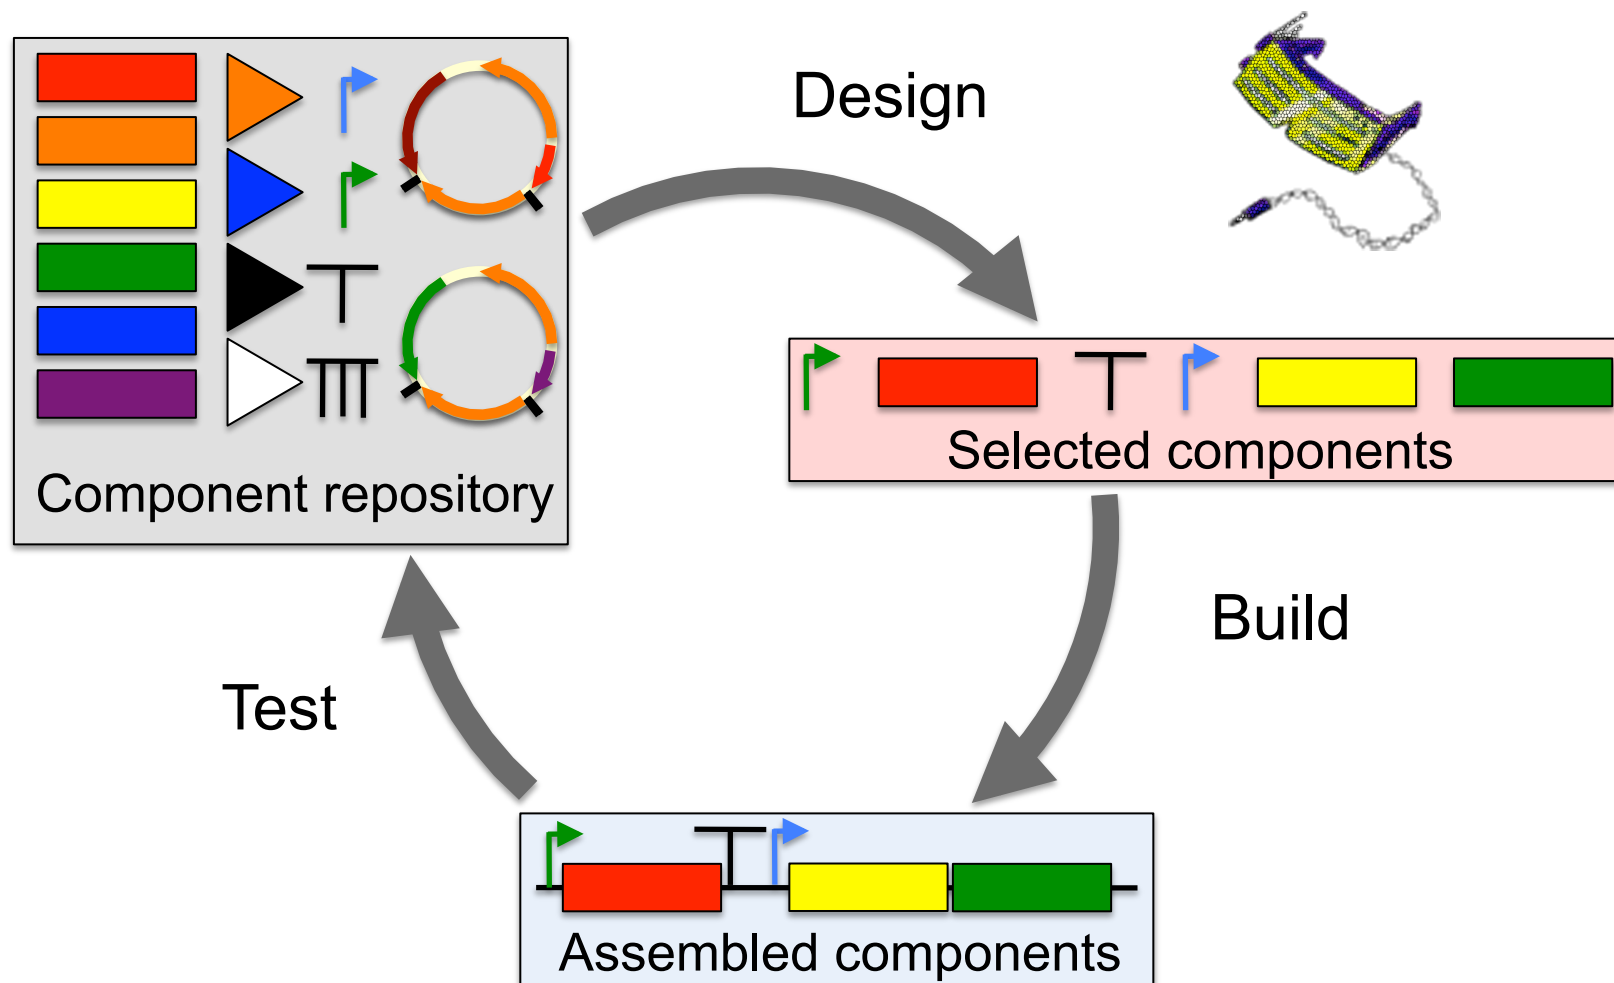 Design
Component repository
Selected components
Build
Test
Assembled components